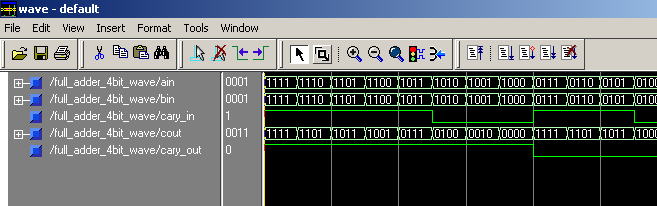 wave - default
File Edit View Insert Format Tools Window
/full_adder_4bit_wave/ain 0001 1111 1110 1101 1100 1011 1010 1001 1000 0111 0110 0101 0100
/full_adder_4bit_wave/bin 0001 1111 1110 1101 1100 1011 1010 1001 1000 0111 0110 0101 0100
/full_adder_4bit_wave/cary_in 1
/full_adder_4bit_wave/cout 0011 1111 1101 1011 1001 0111 0100 0010 0000 1111 1101 1011 1000
/full_adder_4bit_wave/cary_out 0